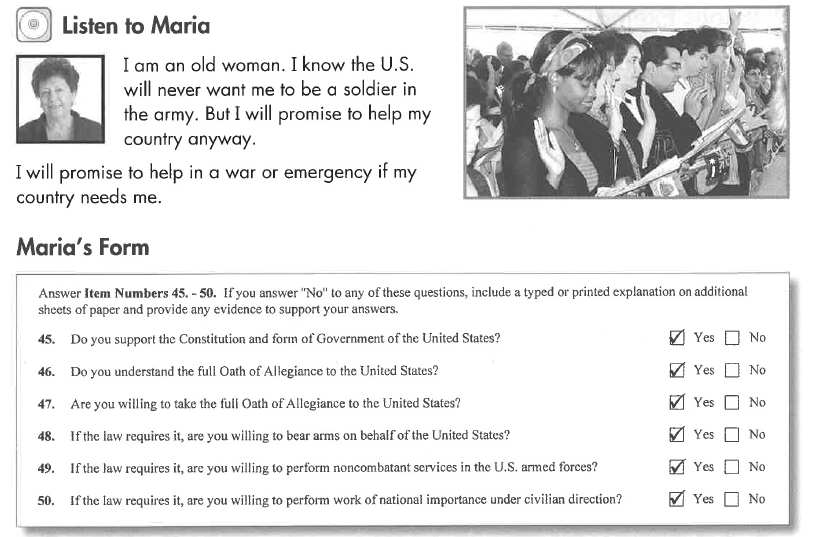 Listen to Maria
I am an old woman. I know the U.S.
will never want me to be a soldier in
the army. But I will promise to help my
country anyway.
I will promise to help in a war or emergency if my
country needs me.
Maria's Form
Answer Item Numbers 45. - 50. If you answer "No" to any of these questions, include a typed or printed explanation on additional
sheets of paper and provide any evidence to support your answers.
45. Do you support the Constitution and form of Government of the United States? Yes No
46. Do you understand the full Oath of Allegiance to the United States? Yes No
47. Are you willing to take the full Oath of Allegiance to the United States? Yes No
48. If the law requires it, are you willing to bear arms on behalf of the United States? Yes No
49. If the law requires it, are you willing to perform noncombatant services in the U.S. armed forces? Yes No
50. If the law requires it, are you willing to perform work of national importance under civilian direction? Yes No